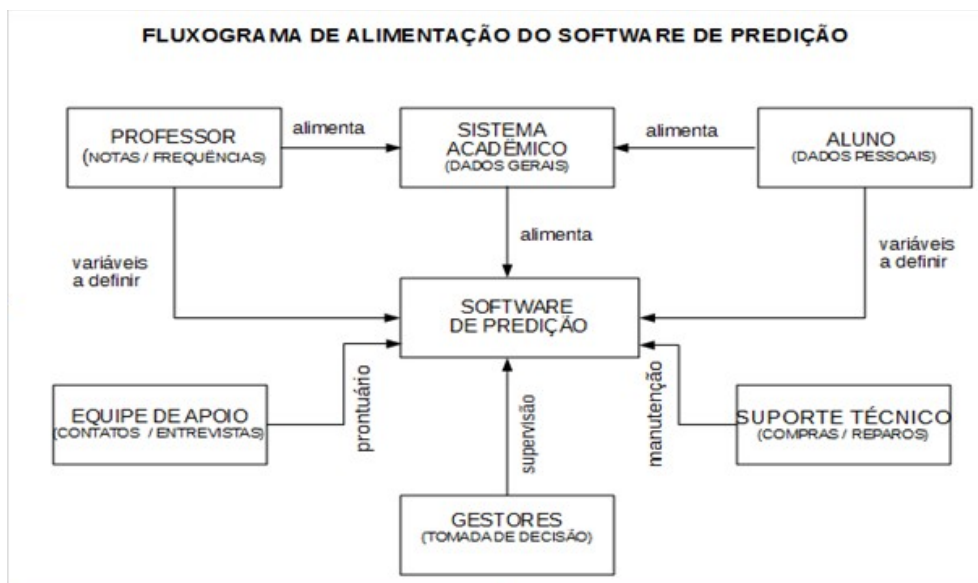 FLUXOGRAMA DE ALIMENTAÇÃO DO SOFTWARE DE PREDIÇÃO
PROFESSOR
(NOTAS / FREQUÊNCIAS)
alimenta
SISTEMA
ACADÊMICO
(DADOS GERAIS)
alimenta
ALUNO
(DADOS PESSOAIS)
variáveis
a definir
alimenta
variáveis
a definir
SOFTWARE
DE PREDIÇÃO
EQUIPE DE APOIO
(CONTATOS / ENTREVISTAS)
prontuário
supervisão
manutenção
SUPORTE TÉCNICO
(COMPRAS / REPAROS)
GESTORES
(TOMADA DE DECISÃO)